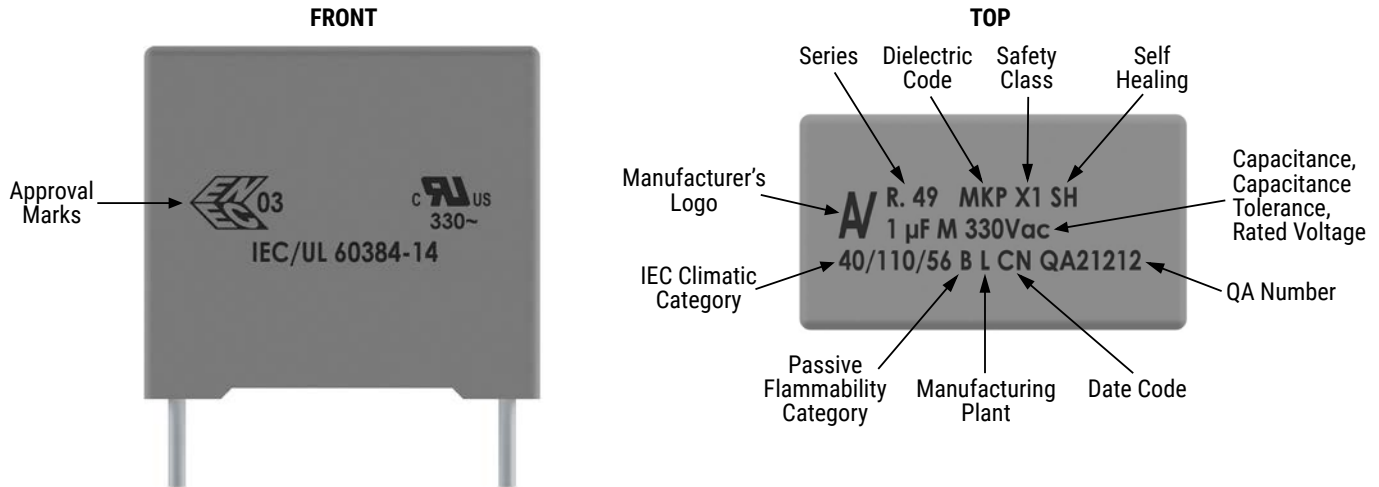 FRONT
Approval
Marks
EN
EC
03
C
US
330~
IEC/UL 60384-14
TOP
Series
Dielectric
Code
Safety
Class
Self
Healing
Manufacturer's
Logo
R. 49 MKP X1 SH
1 µF M 330Vac
40/110/56 B L CN QA21212
Capacitance,
Capacitance
Tolerance,
Rated Voltage
IEC Climatic
Category
QA Number
Passive
Flammability
Category
Manufacturing
Plant
Date Code